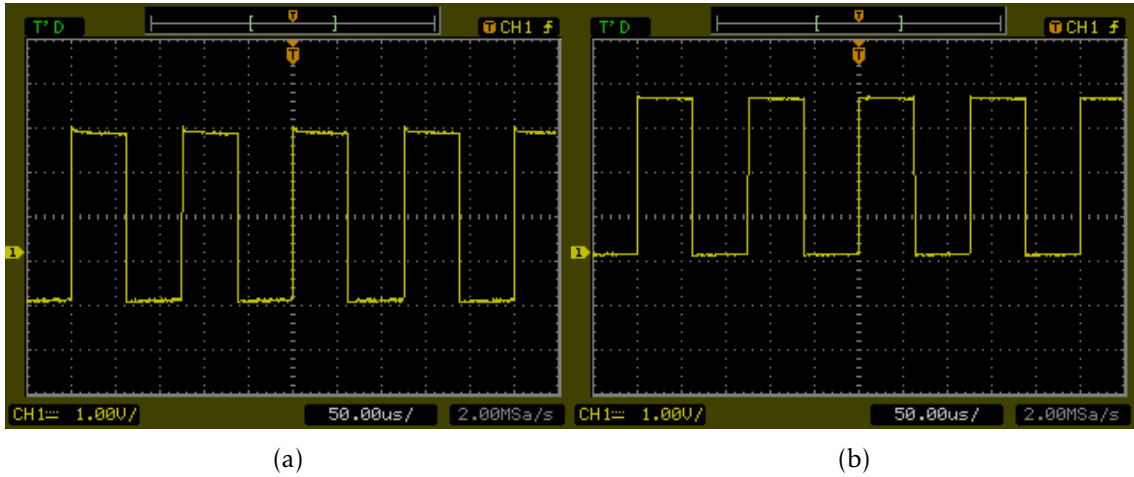 T'D
T
T CH1
T
1
CH1 1.00V/ 50.00us/ 2.00MSa/s
(a)
T'D
T
T CH1
T
1
CH1 1.00V/ 50.00us/ 2.00MSa/s
(b)